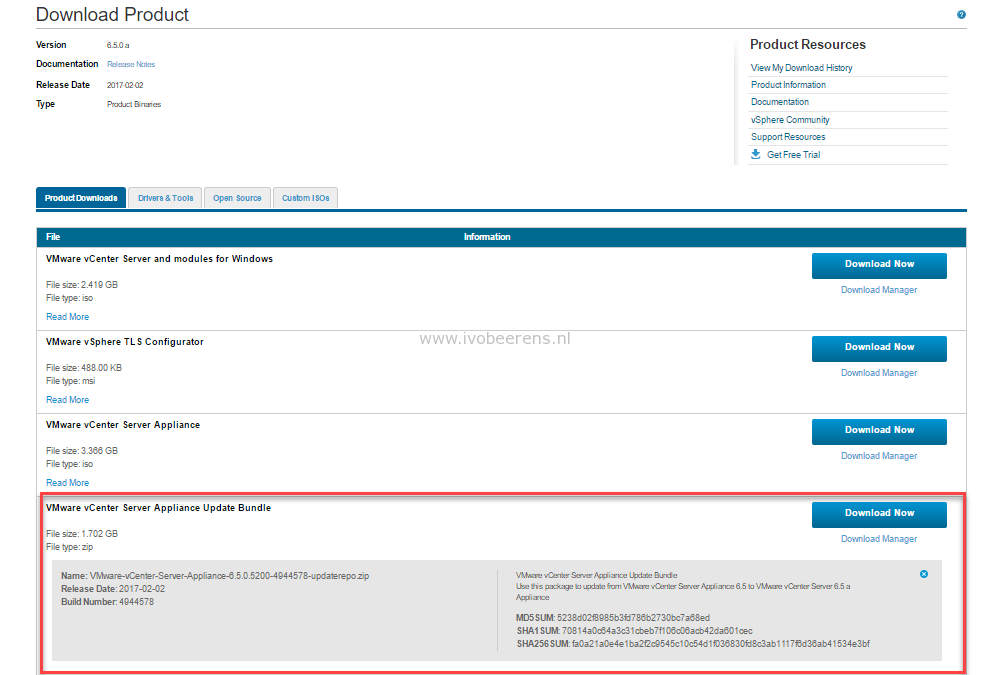 Download Product
Version 6.5.0 a
Documentation Release Notes
Release Date 2017-02-02
Type Product Binaries
Product Resources
View My Download History
Product Information
Documentation
vSphere Community
Support Resources
Get Free Trial
Product Downloads Drivers & Tools Open Source Custom ISOs
File Information
VMware vCenter Server and modules for Windows
Download Now
File size: 2.419 GB
File type: iso
Download Manager
Read More
www.ivobeerens.nl
VMware vSphere TLS Configurator
Download Now
File size: 488.00 KB
File type: msi
Download Manager
Read More
VMware vCenter Server Appliance
Download Now
File size: 3.366 GB
File type: iso
Download Manager
Read More
VMware vCenter Server Appliance Update Bundle
Download Now
File size: 1.702 GB
File type: zip
Download Manager
Name: VMware-vCenter-Server-Appliance-6.5.0.5200-4944578-updaterepo.zip
Release Date: 2017-02-02
Build Number: 4944578
VMware vCenter Server Appliance Update Bundle
Use this package to update from VMware vCenter Server Appliance 6.5 to VMware vCenter Server 6.5 a
Appliance
MD5SUM: 5238d02f8985b3fd786b2730bc7a68ed
SHA1SUM: 70814a0c64a3c31cbeb7f106c06acb42da601cec
SHA256SUM: fa0a21a0e4e1ba2f2c9545c10c54d1f036830fd8c3ab1117f6d36ab41534e3bf